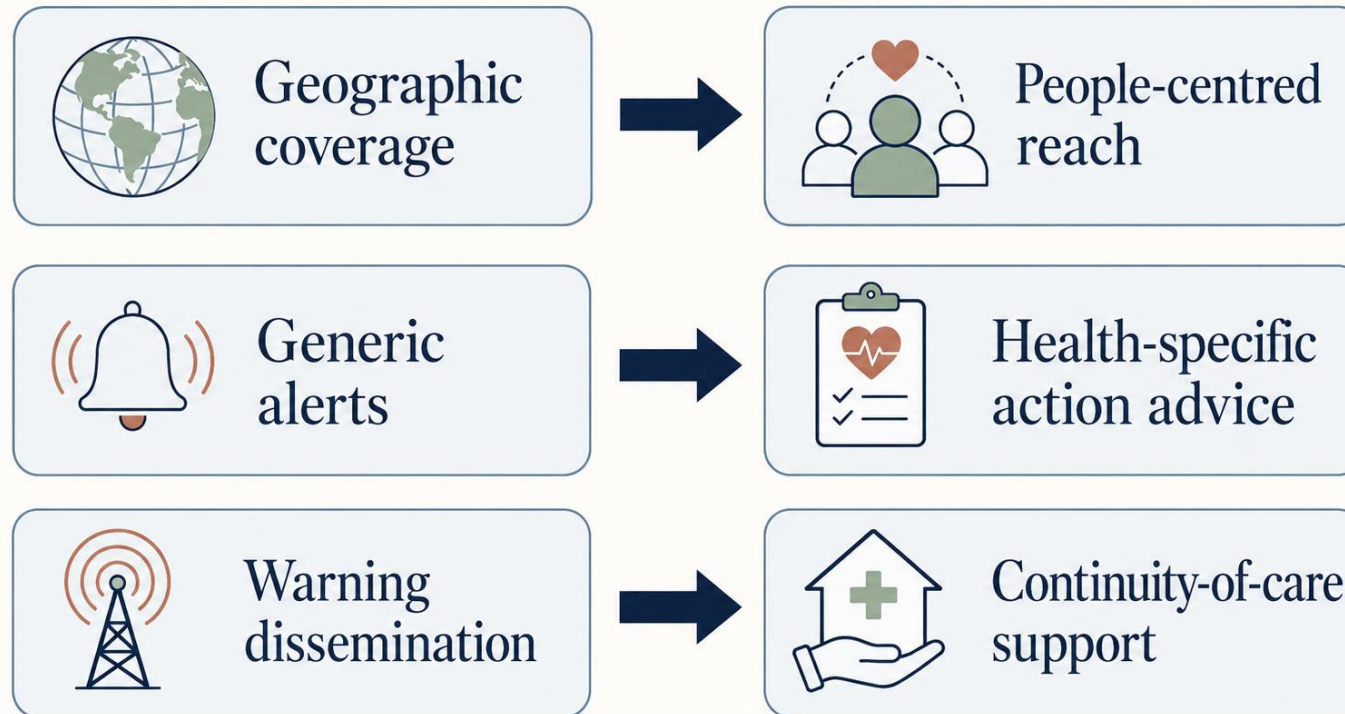 Geographic
coverage
People-centred
reach
Generic
alerts
Health-specific
action advice
Warning
dissemination
Continuity-of-care
support